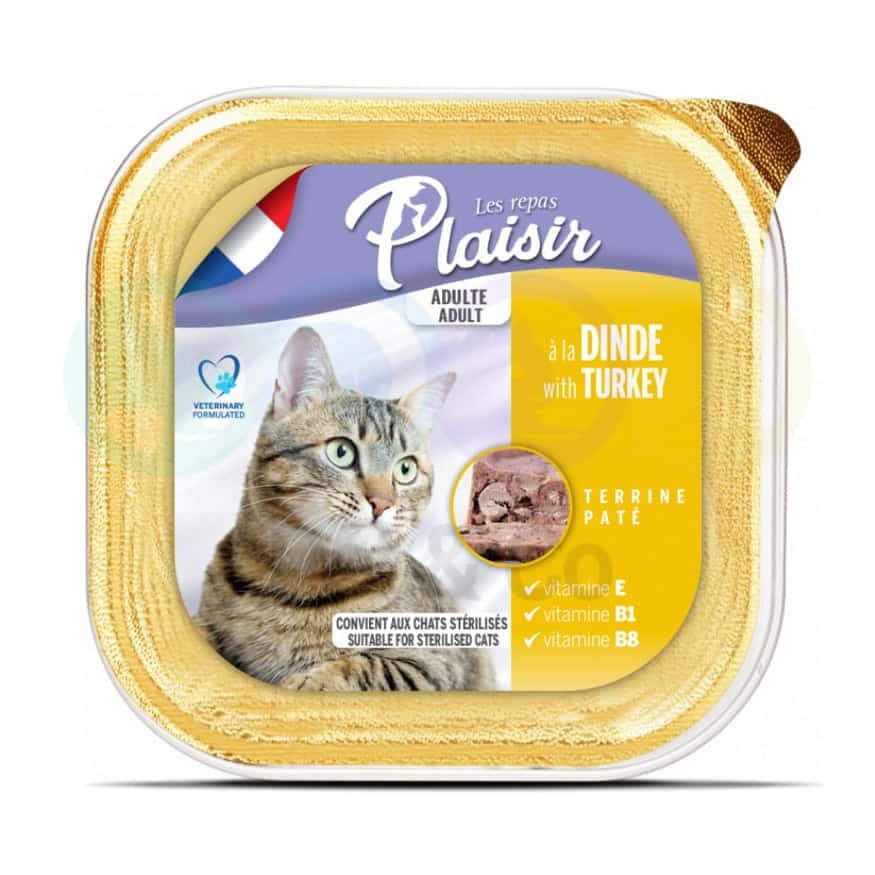 Les repas
Plaisir
ADULTE
ADULT
à la DINDE
with TURKEY
VETERINARY
FORMULATED
TERRINE
PATÉ
& CO
✓ vitamine E
✓ vitamine B1
✓ vitamine B8
CONVIENT AUX CHATS STÉRILISÉS
SUITABLE FOR STERILISED CATS